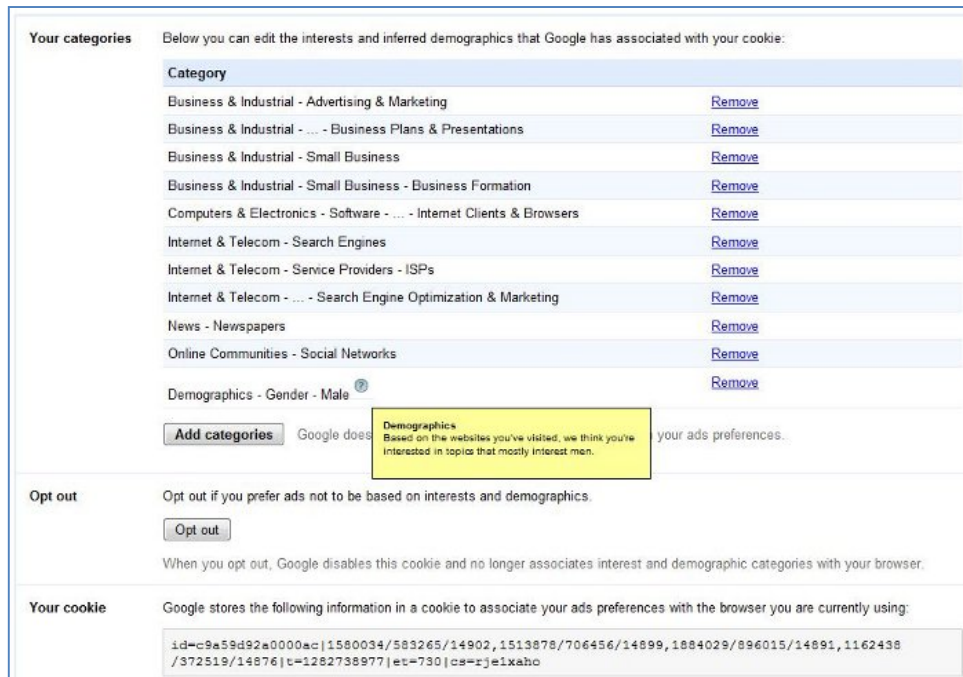 Your categories
Below you can edit the interests and inferred demographics that Google has associated with your cookie:
Category
Business & Industrial - Advertising & Marketing Remove
Business & Industrial - ... - Business Plans & Presentations Remove
Business & Industrial - Small Business Remove
Business & Industrial - Small Business - Business Formation Remove
Computers & Electronics - Software - ... - Internet Clients & Browsers Remove
Internet & Telecom - Search Engines Remove
Internet & Telecom - Service Providers - ISPs Remove
Internet & Telecom - ... - Search Engine Optimization & Marketing Remove
News - Newspapers Remove
Online Communities - Social Networks Remove
Demographics - Gender - Male ? Remove
Demographics
Based on the websites you've visited, we think you're
interested in topics that mostly interest men.
Add categories Google does your ads preferences.
Opt out
Opt out if you prefer ads not to be based on interests and demographics.
Opt out
When you opt out, Google disables this cookie and no longer associates interest and demographic categories with your browser.
Your cookie
Google stores the following information in a cookie to associate your ads preferences with the browser you are currently using:
id=c9a59d92a0000ac|1580034/583265/14902,1513878/706456/14899,1884029/896015/14891,1162438
/372519/14876|t=1282738977|et=730|cs=rje1xaho